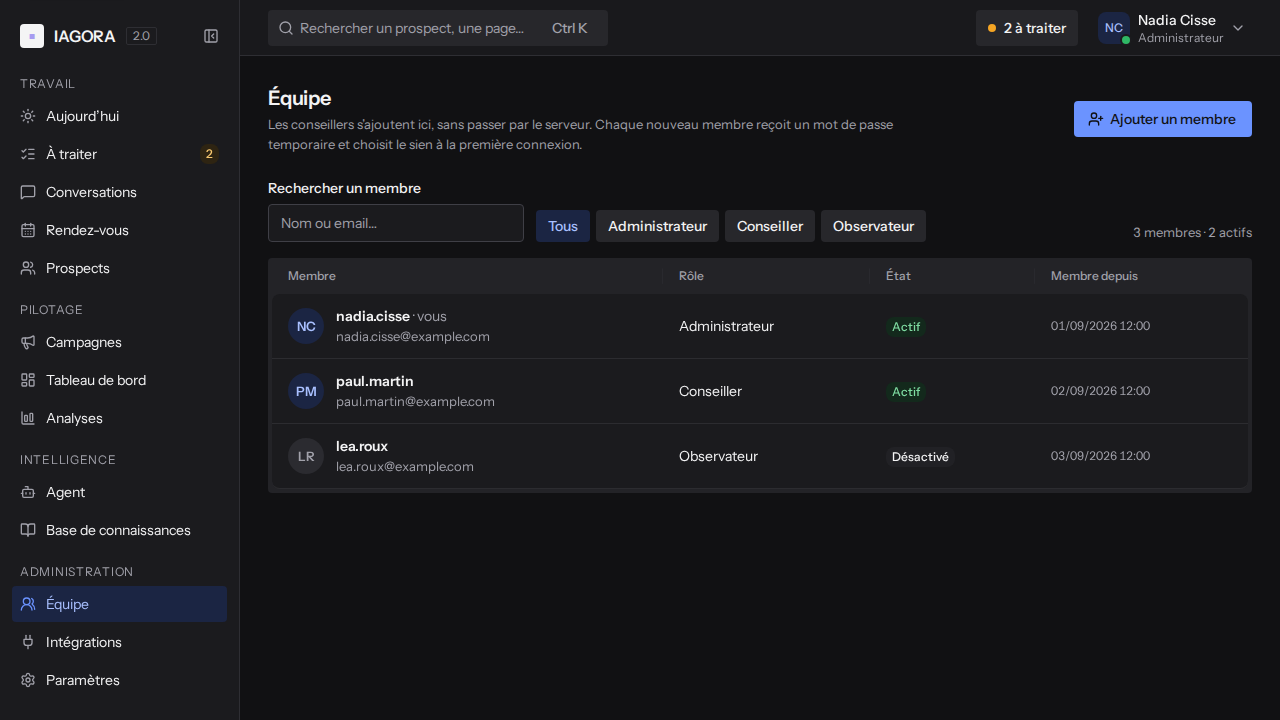 IAGORA 2.0
TRAVAIL
Aujourd'hui
À traiter 2
Conversations
Rendez-vous
Prospects
PILOTAGE
Campagnes
Tableau de bord
Analyses
INTELLIGENCE
Agent
Base de connaissances
ADMINISTRATION
Équipe
Intégrations
Paramètres
Rechercher un prospect, une page... Ctrl K
2 à traiter
NC
Nadia Cisse
Administrateur
Équipe
Les conseillers s'ajoutent ici, sans passer par le serveur. Chaque nouveau membre reçoit un mot de passe
temporaire et choisit le sien à la première connexion.
Ajouter un membre
Rechercher un membre
Nom ou email...
Tous Administrateur Conseiller Observateur
3 membres · 2 actifs
Membre Rôle État Membre depuis
NC nadia.cisse · vous
nadia.cisse@example.com
Administrateur Actif 01/09/2026 12:00
PM paul.martin
paul.martin@example.com
Conseiller Actif 02/09/2026 12:00
LR lea.roux
lea.roux@example.com
Observateur Désactivé 03/09/2026 12:00